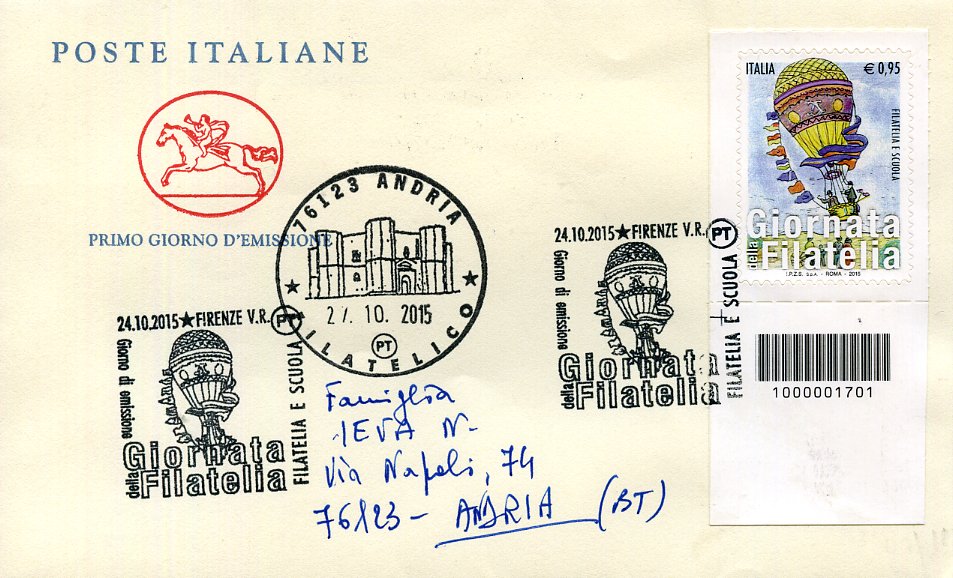 POSTE ITALIANE
PRIMO GIORNO D'EMISSIONE
ITALIA € 0,95
FILATELIA E SCUOLA
Giornata
della Filatelia
I.P.Z.S. S.p.A. - ROMA - 2015
1000001701
76123 ANDRIA
27. 10. 2015
PT
FILATELICO
24.10.2015★FIRENZE V.R. PT
Giorno di emissione
Giornata
della Filatelia
FILATELIA E SCUOLA
24.10.2015★FIRENZE V.R. PT
Giorno di emissione
Giornata
della Filatelia
FILATELIA E SCUOLA
Famiglia
IEVA N.
Via Napoli, 74
76123 - ANDRIA (BT)